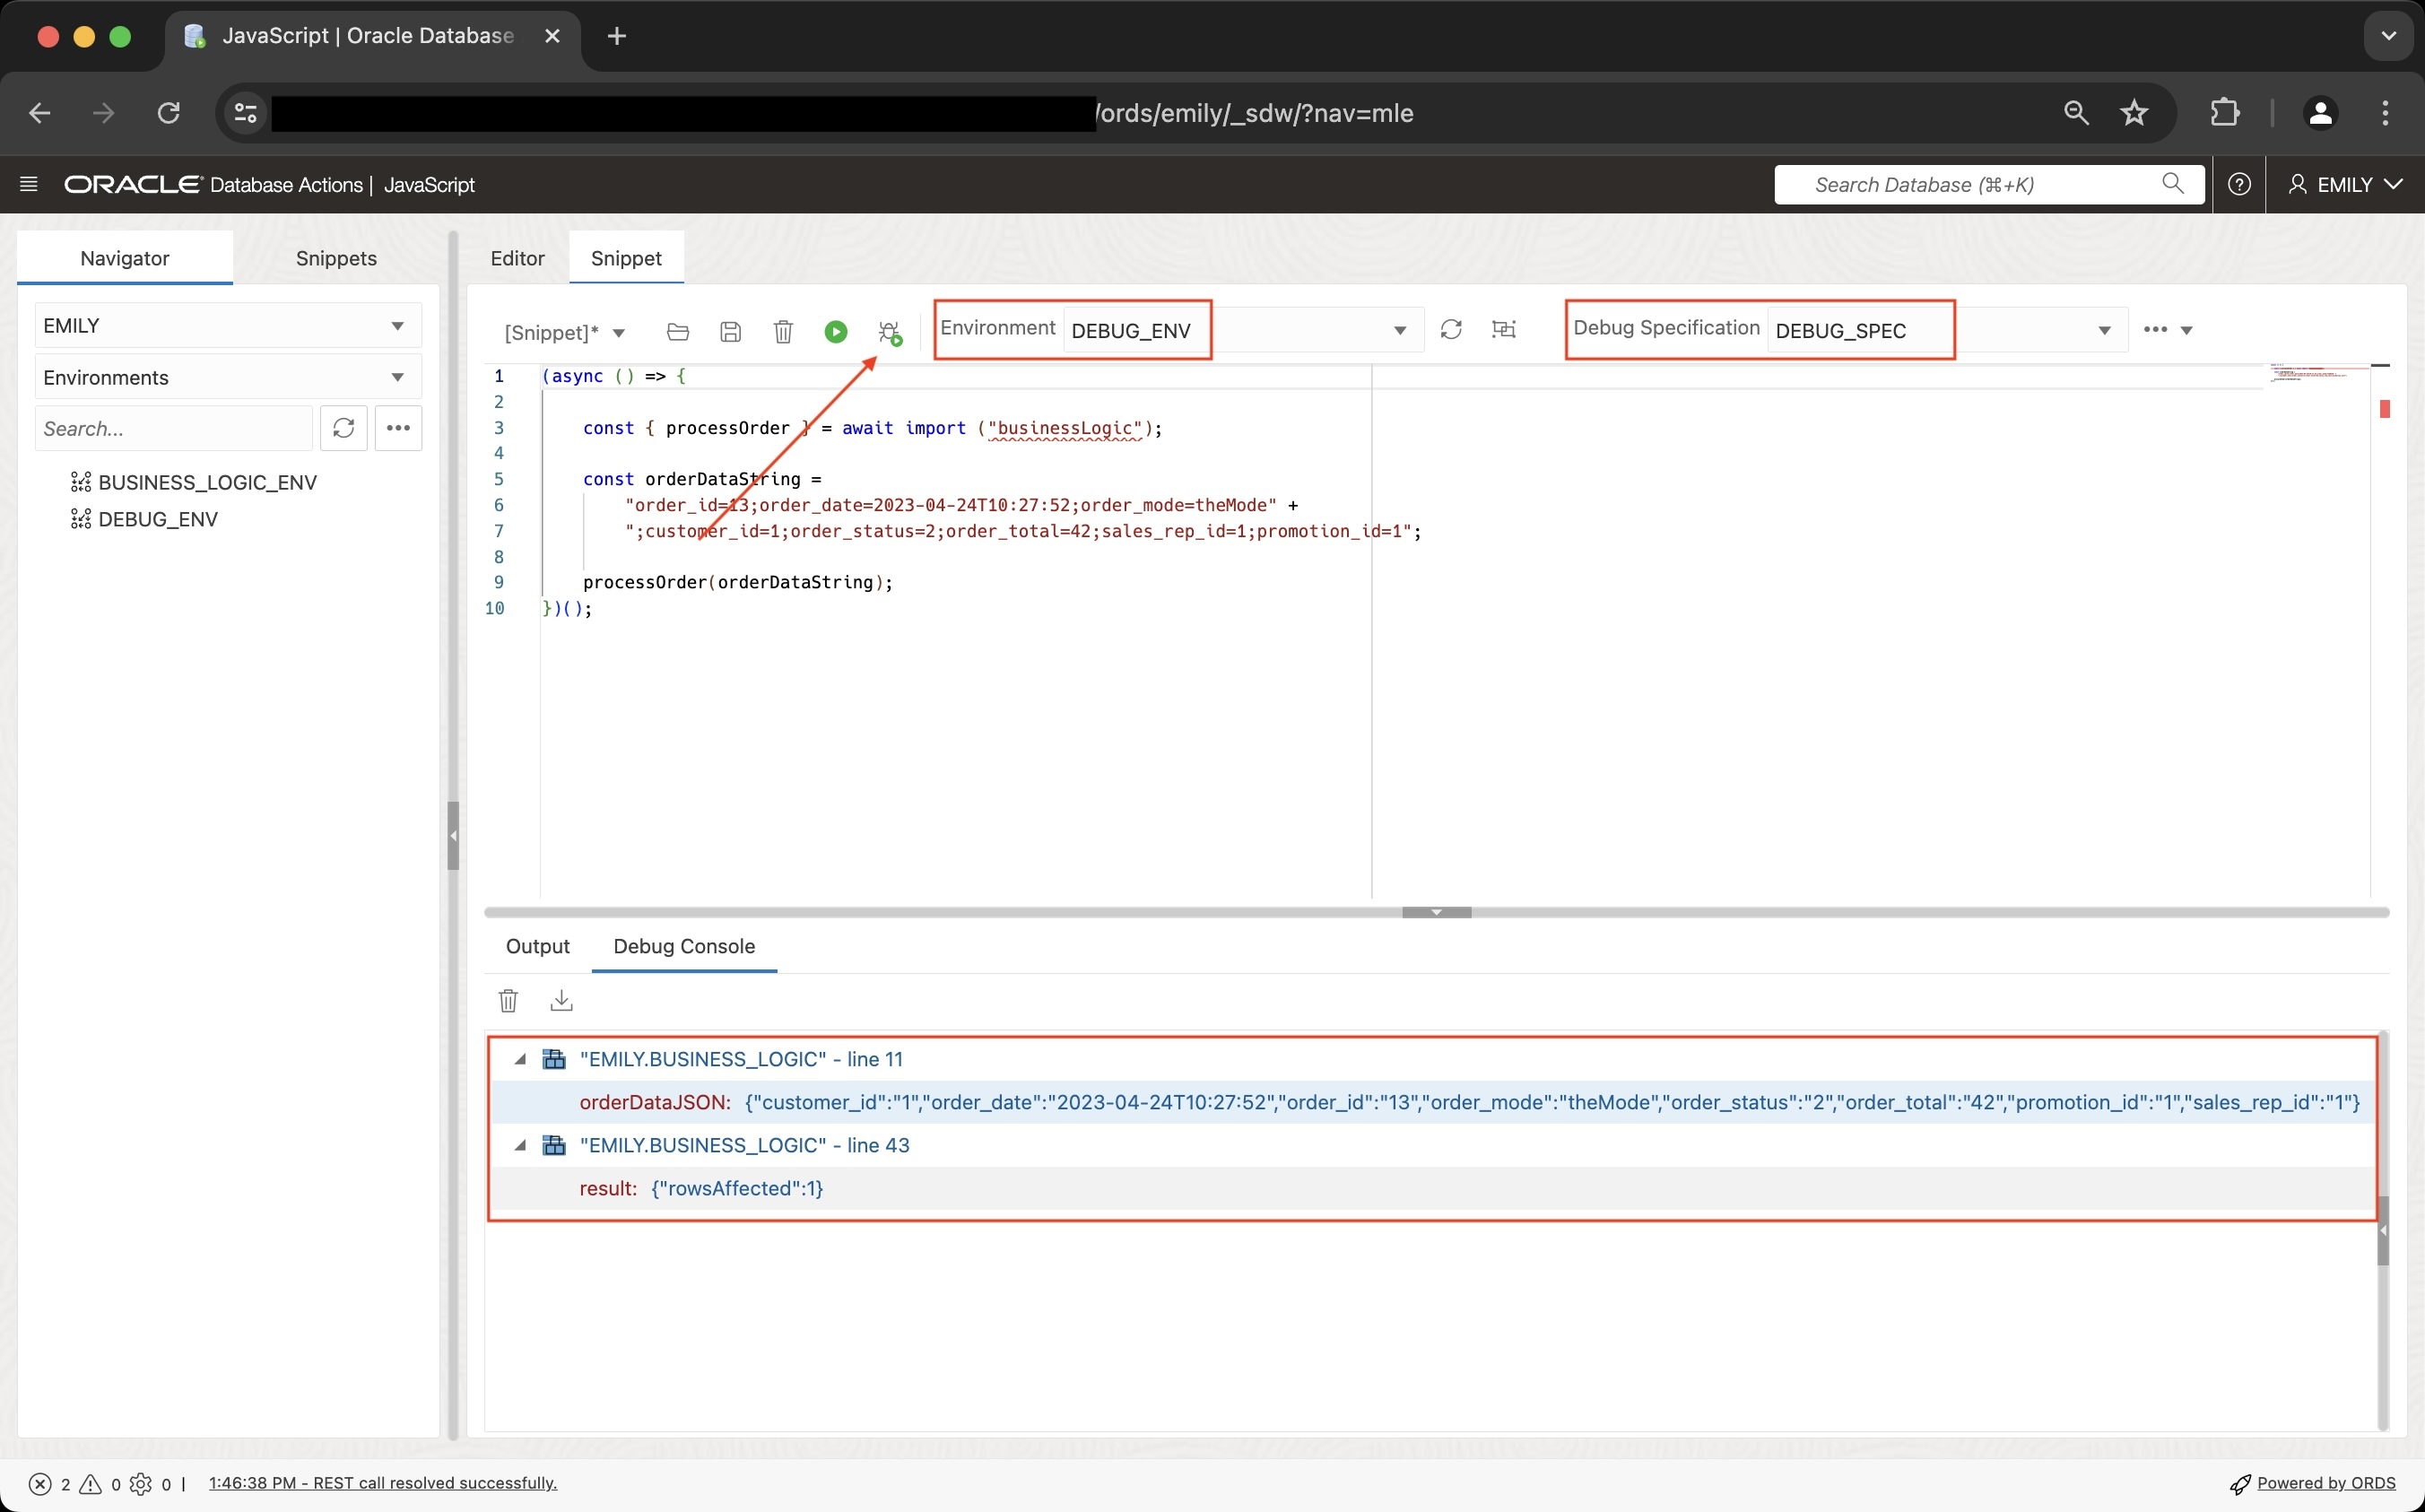 JavaScript | Oracle Database
/ords/emily/_sdw/?nav=mle
ORACLE Database Actions | JavaScript
Search Database (⌘+K)
EMILY
Navigator
Snippets
Editor
Snippet
EMILY
Environments
Search...
BUSINESS_LOGIC_ENV
DEBUG_ENV
[Snippet]*
Environment DEBUG_ENV
Debug Specification DEBUG_SPEC
1 (async () => {
2
3 const { processOrder } = await import ("businessLogic");
4
5 const orderDataString =
6 "order_id=13;order_date=2023-04-24T10:27:52;order_mode=theMode" +
7 ";customer_id=1;order_status=2;order_total=42;sales_rep_id=1;promotion_id=1";
8
9 processOrder(orderDataString);
10 })();
Output
Debug Console
"EMILY.BUSINESS_LOGIC" - line 11
orderDataJSON: {"customer_id":"1","order_date":"2023-04-24T10:27:52","order_id":"13","order_mode":"theMode","order_status":"2","order_total":"42","promotion_id":"1","sales_rep_id":"1"}
"EMILY.BUSINESS_LOGIC" - line 43
result: {"rowsAffected":1}
2 0 0 | 1:46:38 PM - REST call resolved successfully.
Powered by ORDS